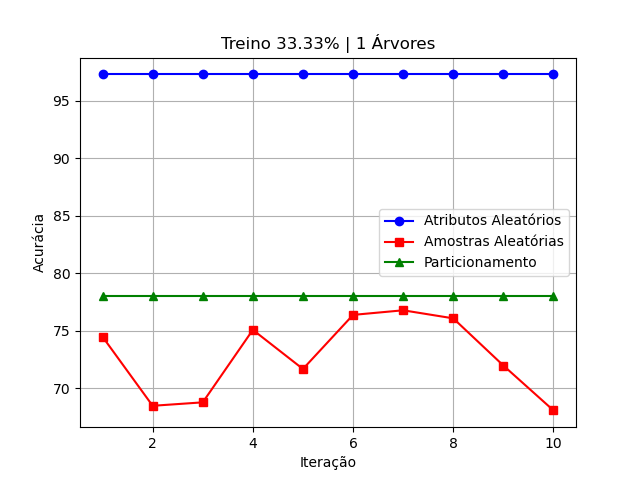 Treino 33.33% | 1 Árvores
Acurácia
95
90
85
80
75
70
Atributos Aleatórios
Amostras Aleatórias
Particionamento
2 4 6 8 10
Iteração